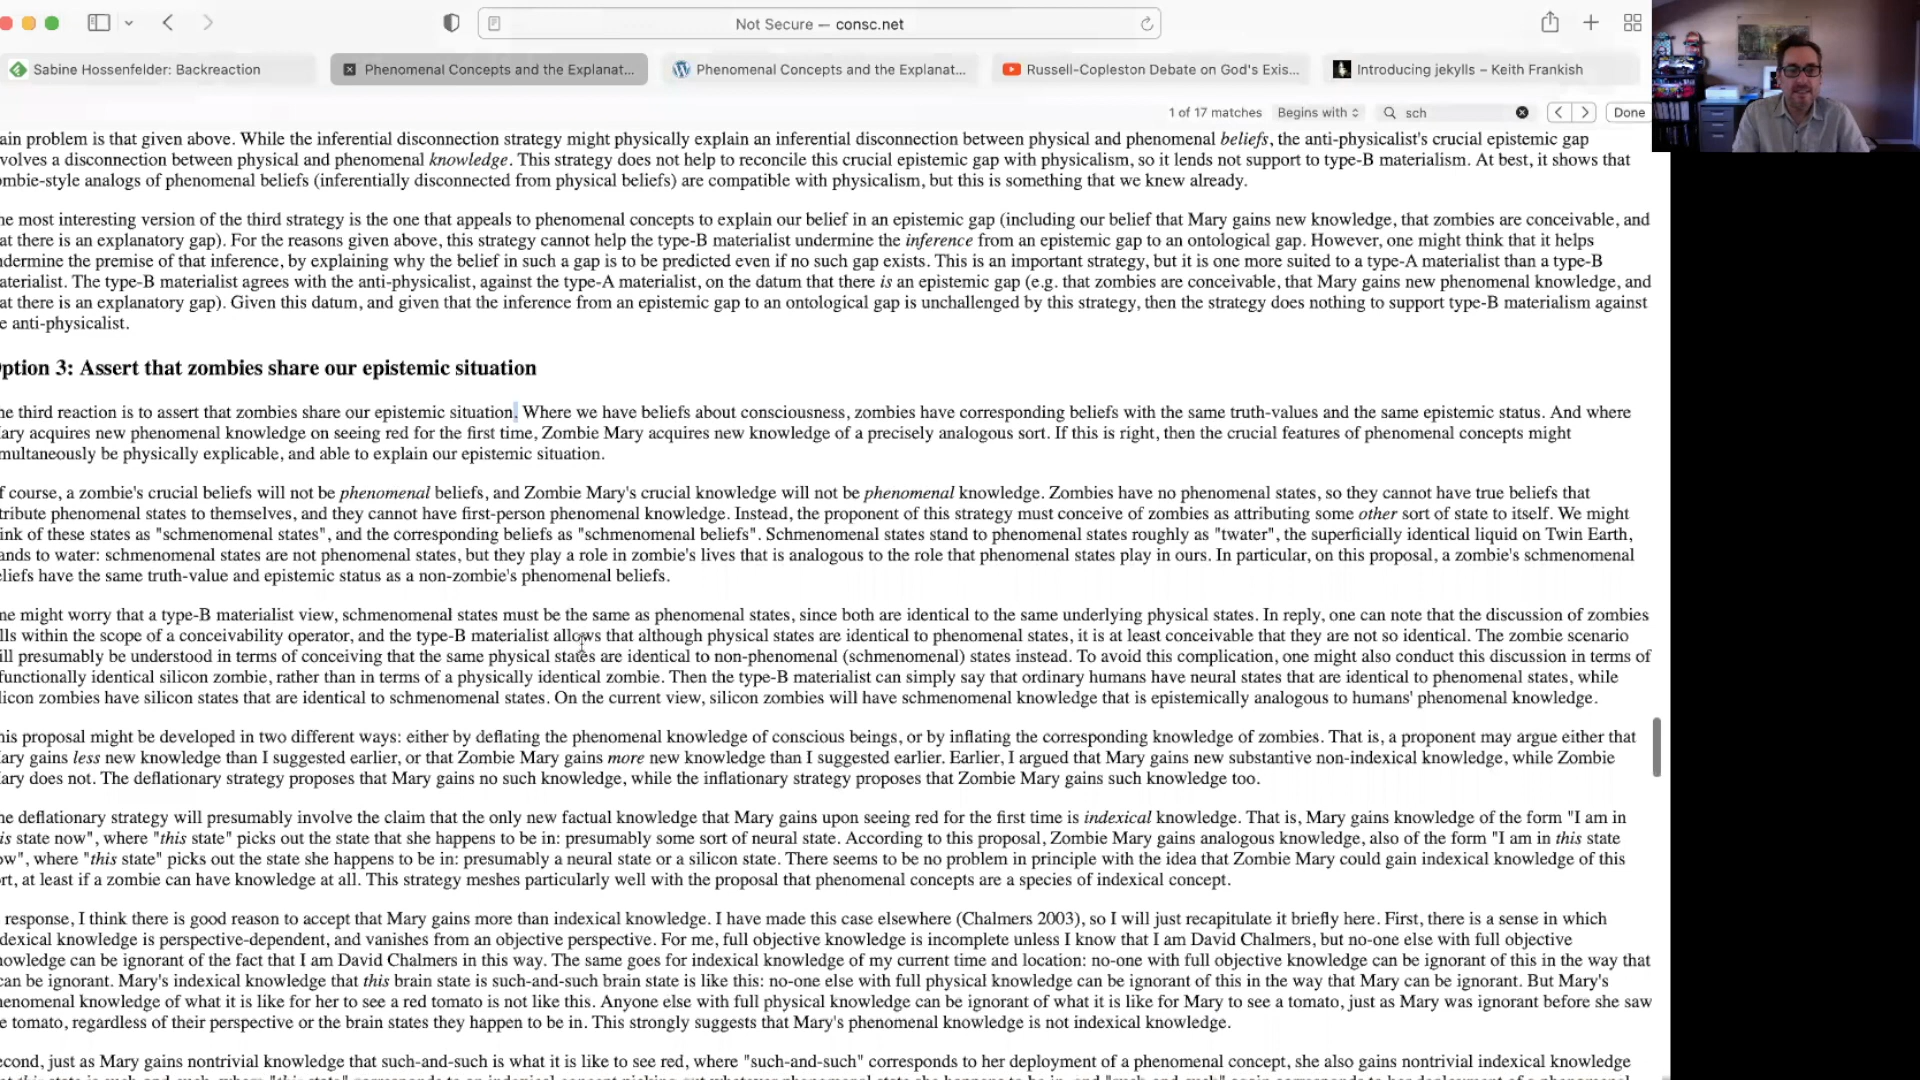 Not Secure — consc.net
Sabine Hossenfelder: Backreaction
Phenomenal Concepts and the Explanat...
Phenomenal Concepts and the Explanat...
Russell-Copleston Debate on God's Exis...
Introducing jekylls – Keith Frankish
1 of 17 matches Begins with sch Done
ain problem is that given above. While the inferential disconnection strategy might physically explain an inferential disconnection between physical and phenomenal beliefs, the anti-physicalist's crucial epistemic gap
volves a disconnection between physical and phenomenal knowledge. This strategy does not help to reconcile this crucial epistemic gap with physicalism, so it lends not support to type-B materialism. At best, it shows that
ombie-style analogs of phenomenal beliefs (inferentially disconnected from physical beliefs) are compatible with physicalism, but this is something that we knew already.
he most interesting version of the third strategy is the one that appeals to phenomenal concepts to explain our belief in an epistemic gap (including our belief that Mary gains new knowledge, that zombies are conceivable, and
at there is an explanatory gap). For the reasons given above, this strategy cannot help the type-B materialist undermine the inference from an epistemic gap to an ontological gap. However, one might think that it helps
ndermine the premise of that inference, by explaining why the belief in such a gap is to be predicted even if no such gap exists. This is an important strategy, but it is one more suited to a type-A materialist than a type-B
aterialist. The type-B materialist agrees with the anti-physicalist, against the type-A materialist, on the datum that there is an epistemic gap (e.g. that zombies are conceivable, that Mary gains new phenomenal knowledge, and
at there is an explanatory gap). Given this datum, and given that the inference from an epistemic gap to an ontological gap is unchallenged by this strategy, then the strategy does nothing to support type-B materialism against
e anti-physicalist.
ption 3: Assert that zombies share our epistemic situation
he third reaction is to assert that zombies share our epistemic situation. Where we have beliefs about consciousness, zombies have corresponding beliefs with the same truth-values and the same epistemic status. And where
ary acquires new phenomenal knowledge on seeing red for the first time, Zombie Mary acquires new knowledge of a precisely analogous sort. If this is right, then the crucial features of phenomenal concepts might
multaneously be physically explicable, and able to explain our epistemic situation.
f course, a zombie's crucial beliefs will not be phenomenal beliefs, and Zombie Mary's crucial knowledge will not be phenomenal knowledge. Zombies have no phenomenal states, so they cannot have true beliefs that
tribute phenomenal states to themselves, and they cannot have first-person phenomenal knowledge. Instead, the proponent of this strategy must conceive of zombies as attributing some other sort of state to itself. We might
ink of these states as "schmenomenal states", and the corresponding beliefs as "schmenomenal beliefs". Schmenomenal states stand to phenomenal states roughly as "twater", the superficially identical liquid on Twin Earth,
ands to water: schmenomenal states are not phenomenal states, but they play a role in zombie's lives that is analogous to the role that phenomenal states play in ours. In particular, on this proposal, a zombie's schmenomenal
eliefs have the same truth-value and epistemic status as a non-zombie's phenomenal beliefs.
ne might worry that a type-B materialist view, schmenomenal states must be the same as phenomenal states, since both are identical to the same underlying physical states. In reply, one can note that the discussion of zombies
lls within the scope of a conceivability operator, and the type-B materialist allows that although physical states are identical to phenomenal states, it is at least conceivable that they are not so identical. The zombie scenario
ill presumably be understood in terms of conceiving that the same physical states are identical to non-phenomenal (schmenomenal) states instead. To avoid this complication, one might also conduct this discussion in terms of
functionally identical silicon zombie, rather than in terms of a physically identical zombie. Then the type-B materialist can simply say that ordinary humans have neural states that are identical to phenomenal states, while
licon zombies have silicon states that are identical to schmenomenal states. On the current view, silicon zombies will have schmenomenal knowledge that is epistemically analogous to humans' phenomenal knowledge.
his proposal might be developed in two different ways: either by deflating the phenomenal knowledge of conscious beings, or by inflating the corresponding knowledge of zombies. That is, a proponent may argue either that
ary gains less new knowledge than I suggested earlier, or that Zombie Mary gains more new knowledge than I suggested earlier. Earlier, I argued that Mary gains new substantive non-indexical knowledge, while Zombie
ary does not. The deflationary strategy proposes that Mary gains no such knowledge, while the inflationary strategy proposes that Zombie Mary gains such knowledge too.
he deflationary strategy will presumably involve the claim that the only new factual knowledge that Mary gains upon seeing red for the first time is indexical knowledge. That is, Mary gains knowledge of the form "I am in
is state now", where "this state" picks out the state that she happens to be in: presumably some sort of neural state. According to this proposal, Zombie Mary gains analogous knowledge, also of the form "I am in this state
ow", where "this state" picks out the state she happens to be in: presumably a neural state or a silicon state. There seems to be no problem in principle with the idea that Zombie Mary could gain indexical knowledge of this
rt, at least if a zombie can have knowledge at all. This strategy meshes particularly well with the proposal that phenomenal concepts are a species of indexical concept.
response, I think there is good reason to accept that Mary gains more than indexical knowledge. I have made this case elsewhere (Chalmers 2003), so I will just recapitulate it briefly here. First, there is a sense in which
dexical knowledge is perspective-dependent, and vanishes from an objective perspective. For me, full objective knowledge is incomplete unless I know that I am David Chalmers, but no-one else with full objective
nowledge can be ignorant of the fact that I am David Chalmers in this way. The same goes for indexical knowledge of my current time and location: no-one with full objective knowledge can be ignorant of this in the way that
can be ignorant. Mary's indexical knowledge that this brain state is such-and-such brain state is like this: no-one else with full physical knowledge can be ignorant of this in the way that Mary can be ignorant. But Mary's
henomenal knowledge of what it is like for her to see a red tomato is not like this. Anyone else with full physical knowledge can be ignorant of what it is like for Mary to see a tomato, just as Mary was ignorant before she saw
e tomato, regardless of their perspective or the brain states they happen to be in. This strongly suggests that Mary's phenomenal knowledge is not indexical knowledge.
econd, just as Mary gains nontrivial knowledge that such-and-such is what it is like to see red, where "such-and-such" corresponds to her deployment of a phenomenal concept, she also gains nontrivial indexical knowledge